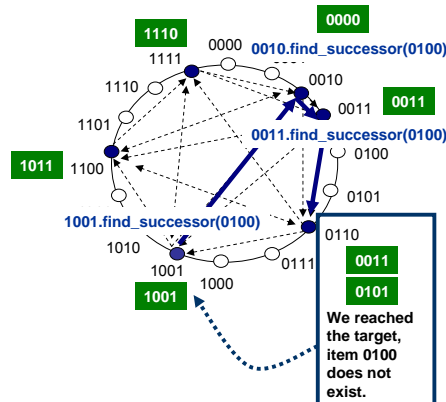 0000
1110
0000
0010.find_successor(0100)
1111
1110
0010
0011
0011
1101
0011.find_successor(0100)
1011
1100
0100
0101
1001.find_successor(0100)
0110
1010
0111
1001
1000
1001
0011
0101
We reached
the target,
item 0100
does not
exist.